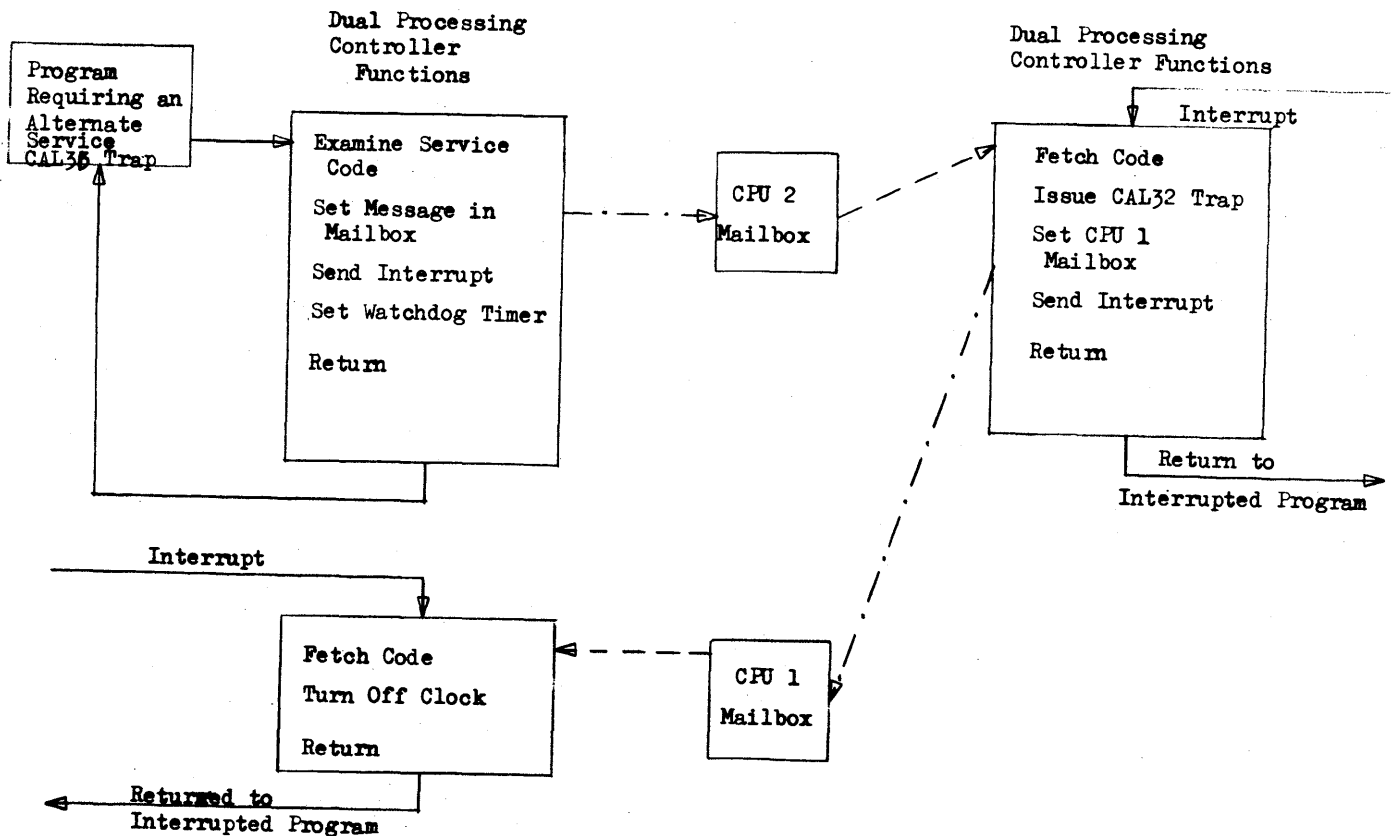 Dual Processing
Controller
Functions
Dual Processing
Controller Functions
Program
Requiring an
Alternate
Service
Trap
Examine Service
Code
Set Message in
Mailbox
Send Interrupt
Set Watchdog Timer
Return
CPU 2
Mailbox
Interrupt
Fetch Code
Issue CAL32 Trap
Set CPU 1
Mailbox
Send Interrupt
Return
Return to
Interrupted Program
Interrupt
Fetch Code
Turn Off Clock
Return
CPU 1
Mailbox
Returned to
Interrupted Program